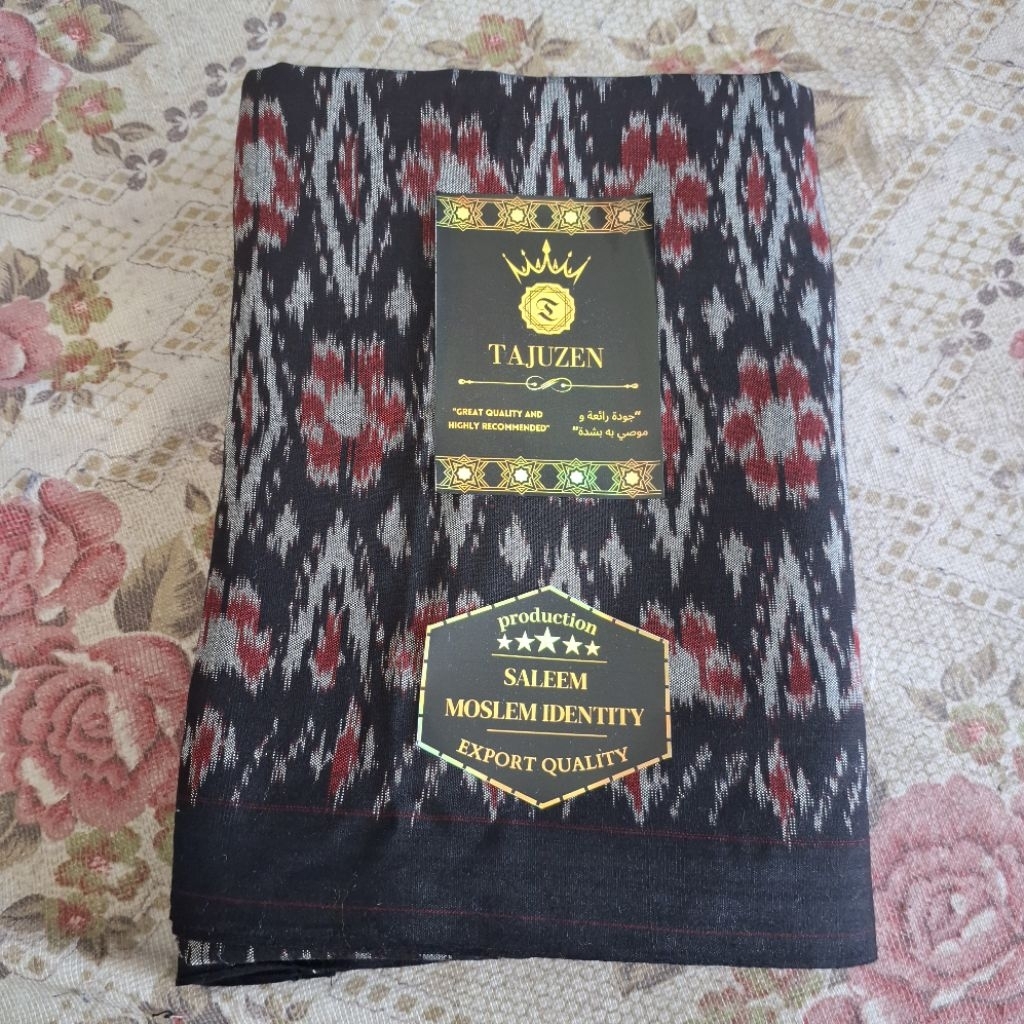 TAJUZEN
"GREAT QUALITY AND
HIGHLY RECOMMENDED"
"جودة رائعة و
موصي به بشدة"
production
SALEEM
MOSLEM IDENTITY
EXPORT QUALITY